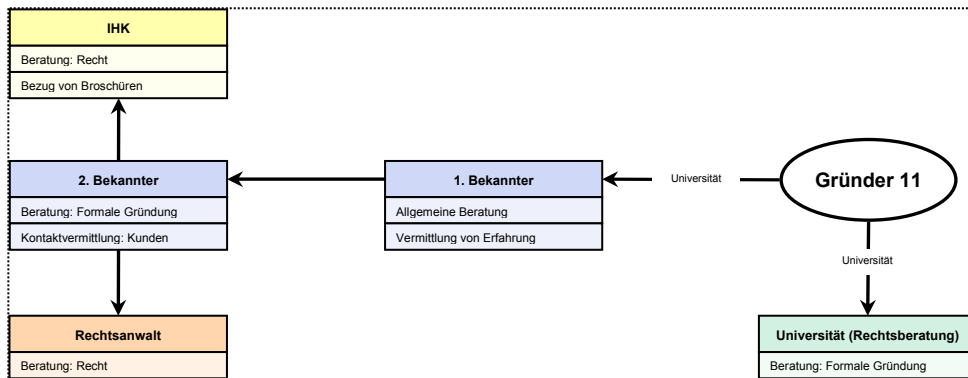 IHK
Beratung: Recht
Bezug von Broschüren
2. Bekannter
Beratung: Formale Gründung
Kontaktvermittlung: Kunden
1. Bekannter
Allgemeine Beratung
Vermittlung von Erfahrung
Universität
Gründer 11
Universität
Rechtsanwalt
Beratung: Recht
Universität (Rechtsberatung)
Beratung: Formale Gründung